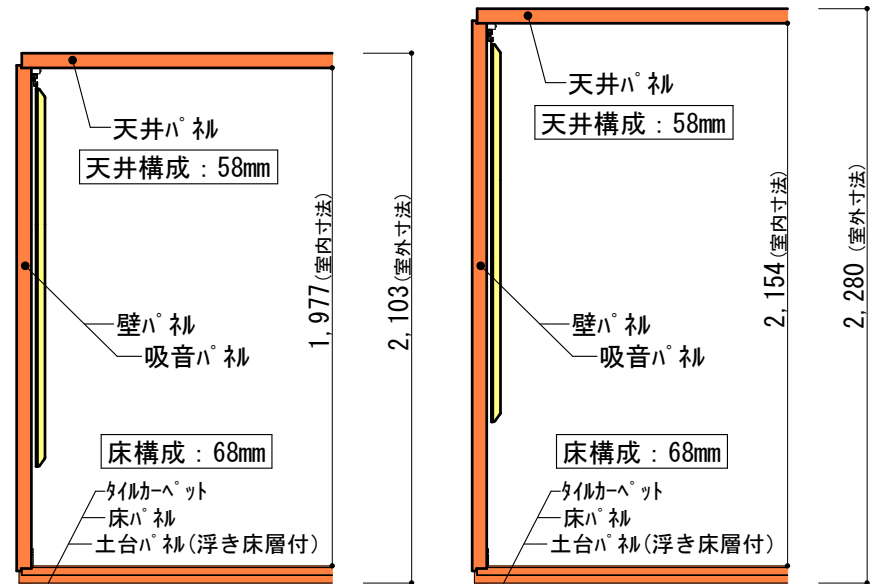 天井ﾊﾟﾈﾙ
天井構成：58mm
1,977(室内寸法)
2,103(室外寸法)
壁ﾊﾟﾈﾙ
吸音ﾊﾟﾈﾙ
床構成：68mm
ﾀｲﾙｶｰﾍﾟｯﾄ
床ﾊﾟﾈﾙ
土台ﾊﾟﾈﾙ(浮き床層付)
天井ﾊﾟﾈﾙ
天井構成：58mm
2,154(室内寸法)
2,280(室外寸法)
壁ﾊﾟﾈﾙ
吸音ﾊﾟﾈﾙ
床構成：68mm
ﾀｲﾙｶｰﾍﾟｯﾄ
床ﾊﾟﾈﾙ
土台ﾊﾟﾈﾙ(浮き床層付)